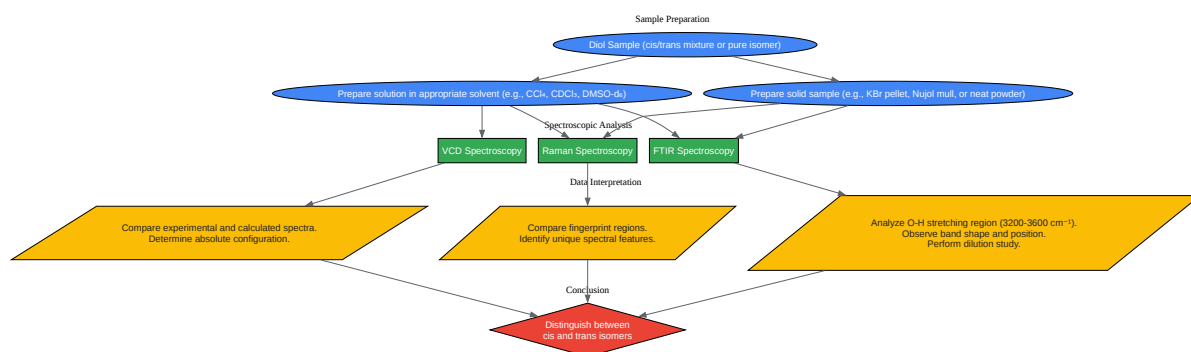 Sample Preparation
Diol Sample (cis/trans mixture or pure isomer)
Prepare solution in appropriate solvent (e.g., CCl₄, CDCl₃, DMSO-d₆)
Prepare solid sample (e.g., KBr pellet, Nujol mull, or neat powder)
Spectroscopic Analysis
VCD Spectroscopy
Raman Spectroscopy
FTIR Spectroscopy
Data Interpretation
Compare experimental and calculated spectra.
Determine absolute configuration.
Compare fingerprint regions.
Identify unique spectral features.
Analyze O-H stretching region (3200-3600 cm⁻¹).
Observe band shape and position.
Perform dilution study.
Conclusion
Distinguish between
cis and trans isomers